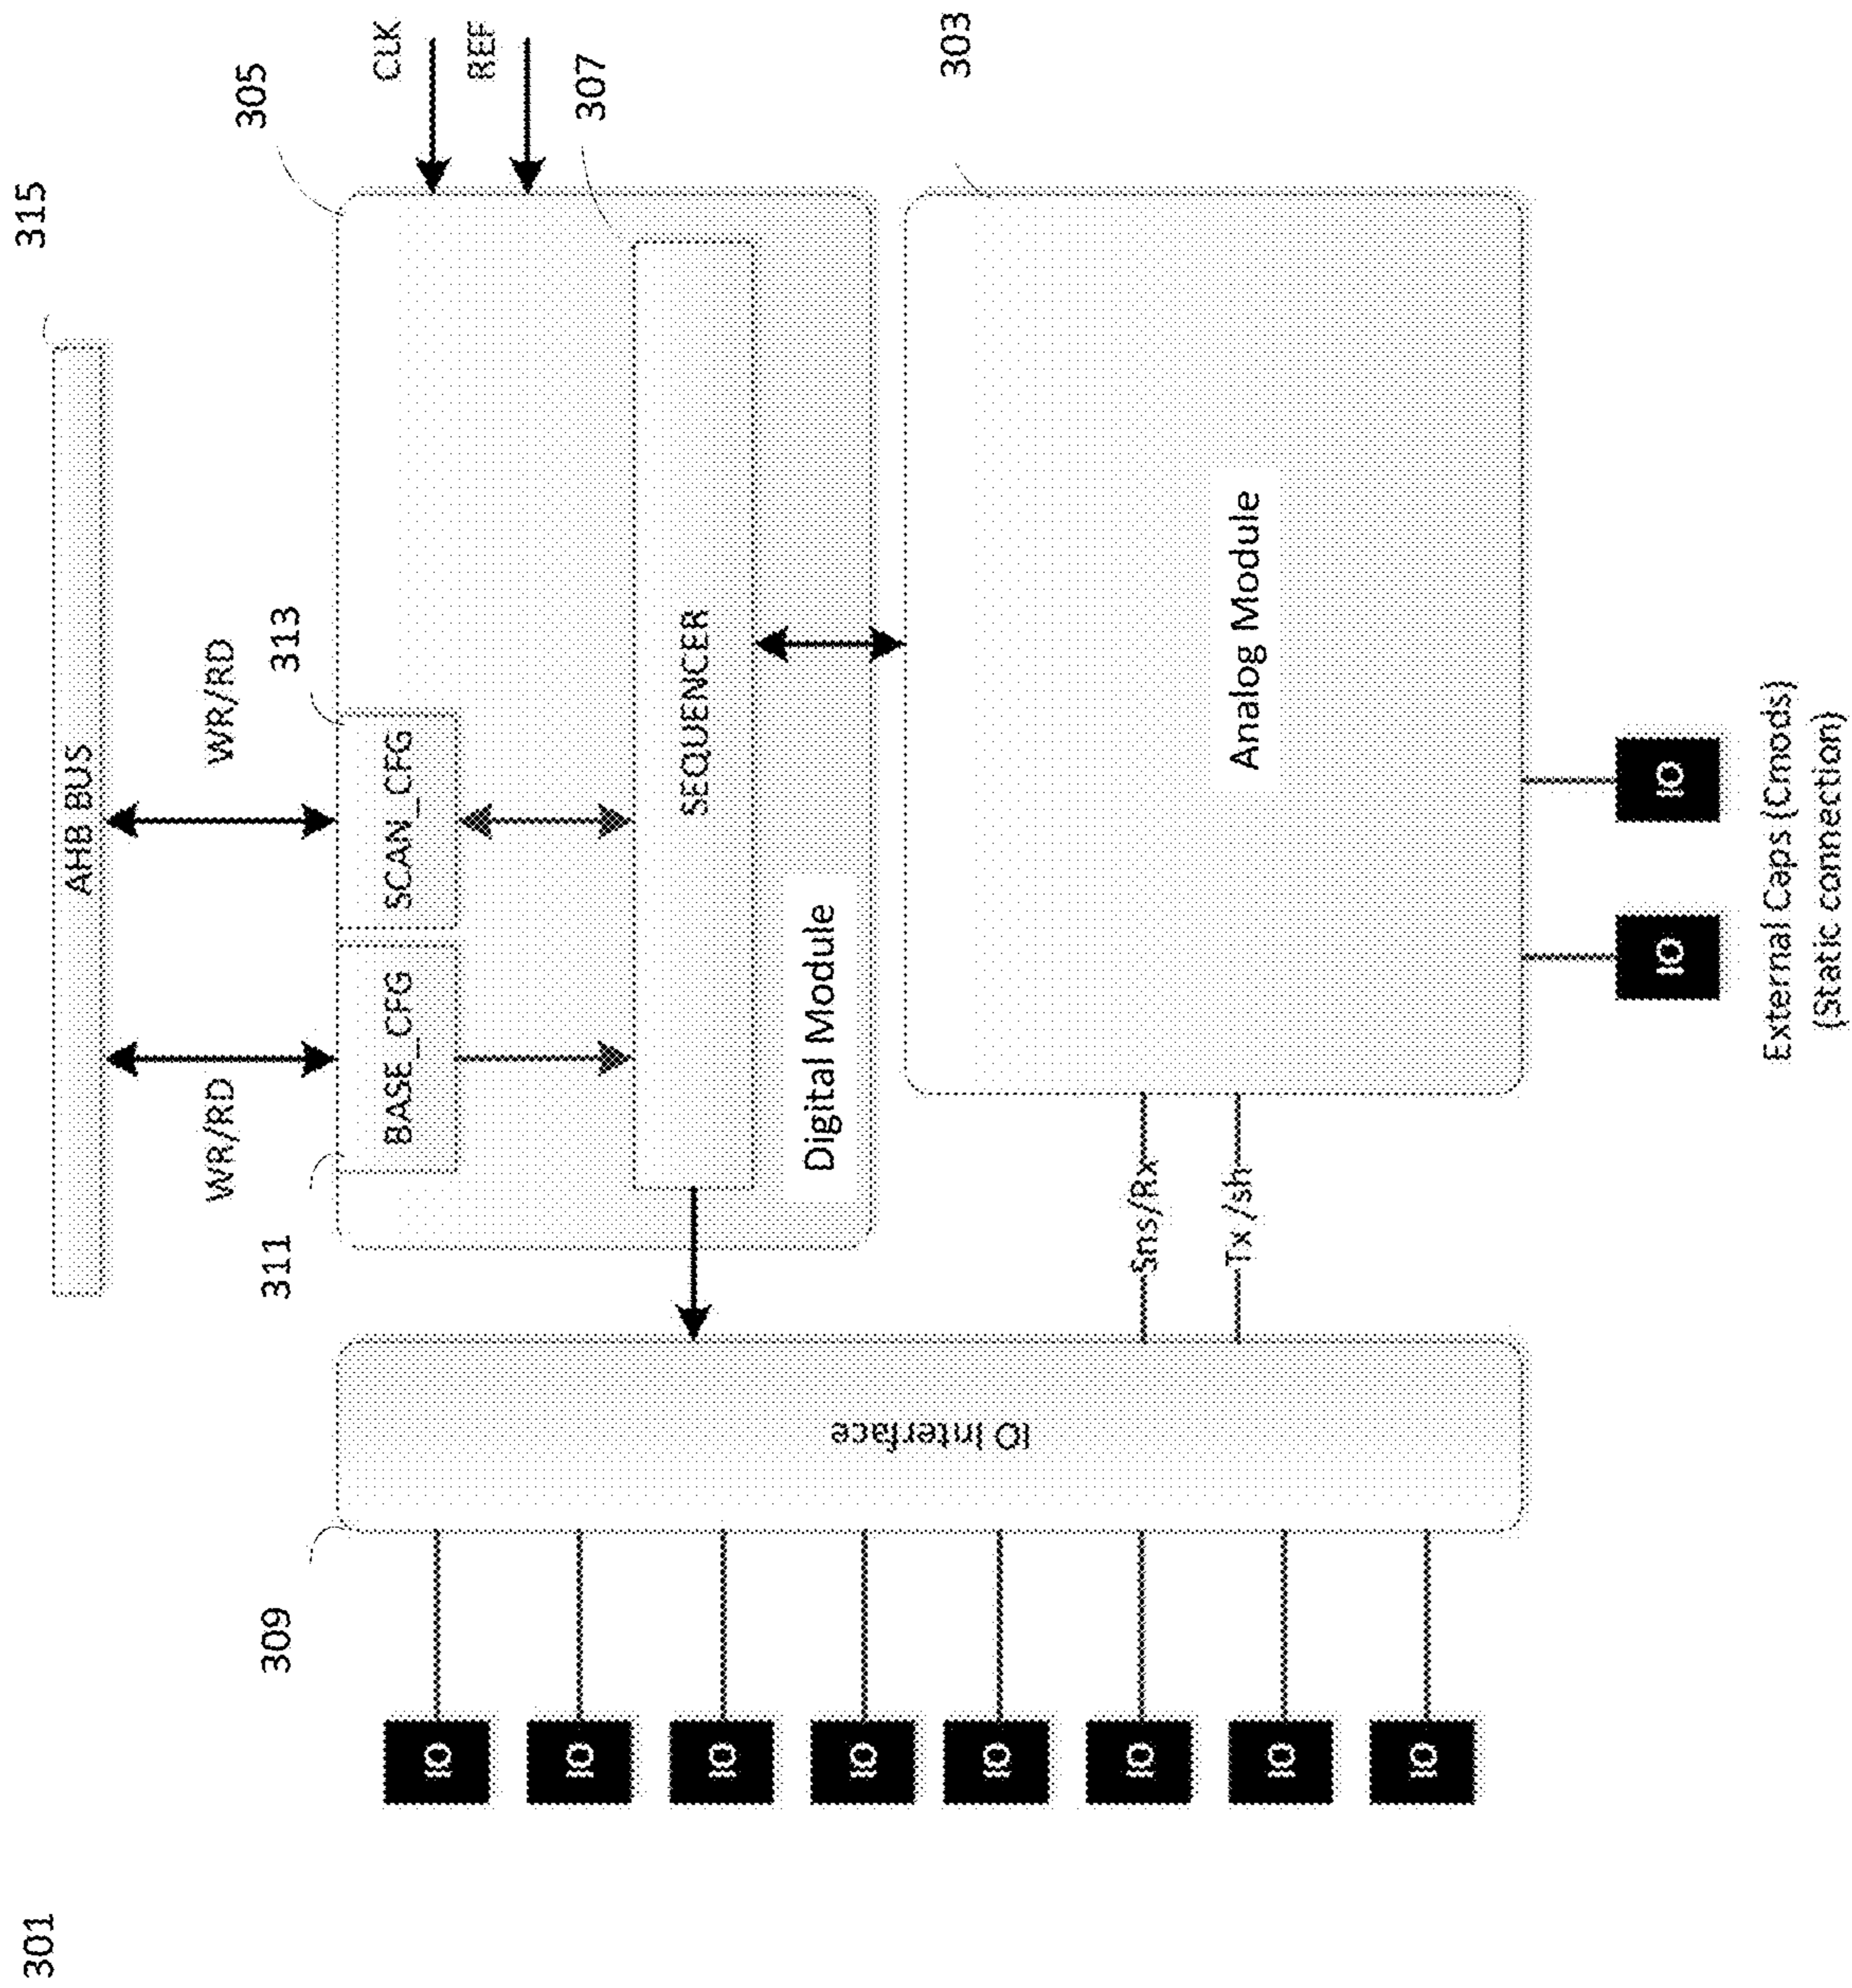 301
315
AHB BUS
WR/RD
WR/RD
311
313
305
BASE_CFG
SCAN_CFG
CLK
REF
307
SEQUENCER
Digital Module
309
IO Interface
303
Analog Module
Sns/Rx
Tx /sh
IO
IO
IO
IO
IO
IO
IO
IO
IO
IO
External Caps (Cmods)
(Static connection)